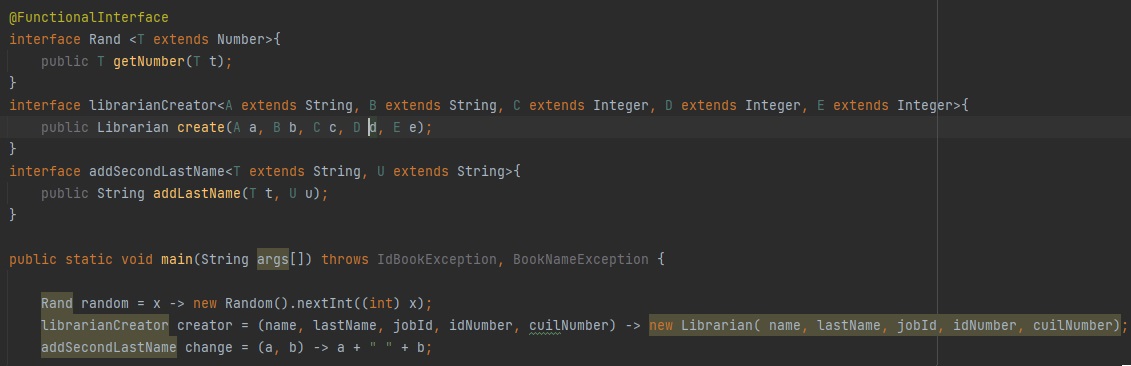 @FunctionalInterface
interface Rand <T extends Number>{
    public T getNumber(T t);
}
interface librarianCreator<A extends String, B extends String, C extends Integer, D extends Integer, E extends Integer>{
    public Librarian create(A a, B b, C c, D d, E e);
}
interface addSecondLastName<T extends String, U extends String>{
    public String addLastName(T t, U u);
}
public static void main(String args[]) throws IdBookException, BookNameException {
    Rand random = x -> new Random().nextInt((int) x);
    librarianCreator creator = (name, lastName, jobId, idNumber, cuilNumber) -> new Librarian( name, lastName, jobId, idNumber, cuilNumber);
    addSecondLastName change = (a, b) -> a + " " + b;